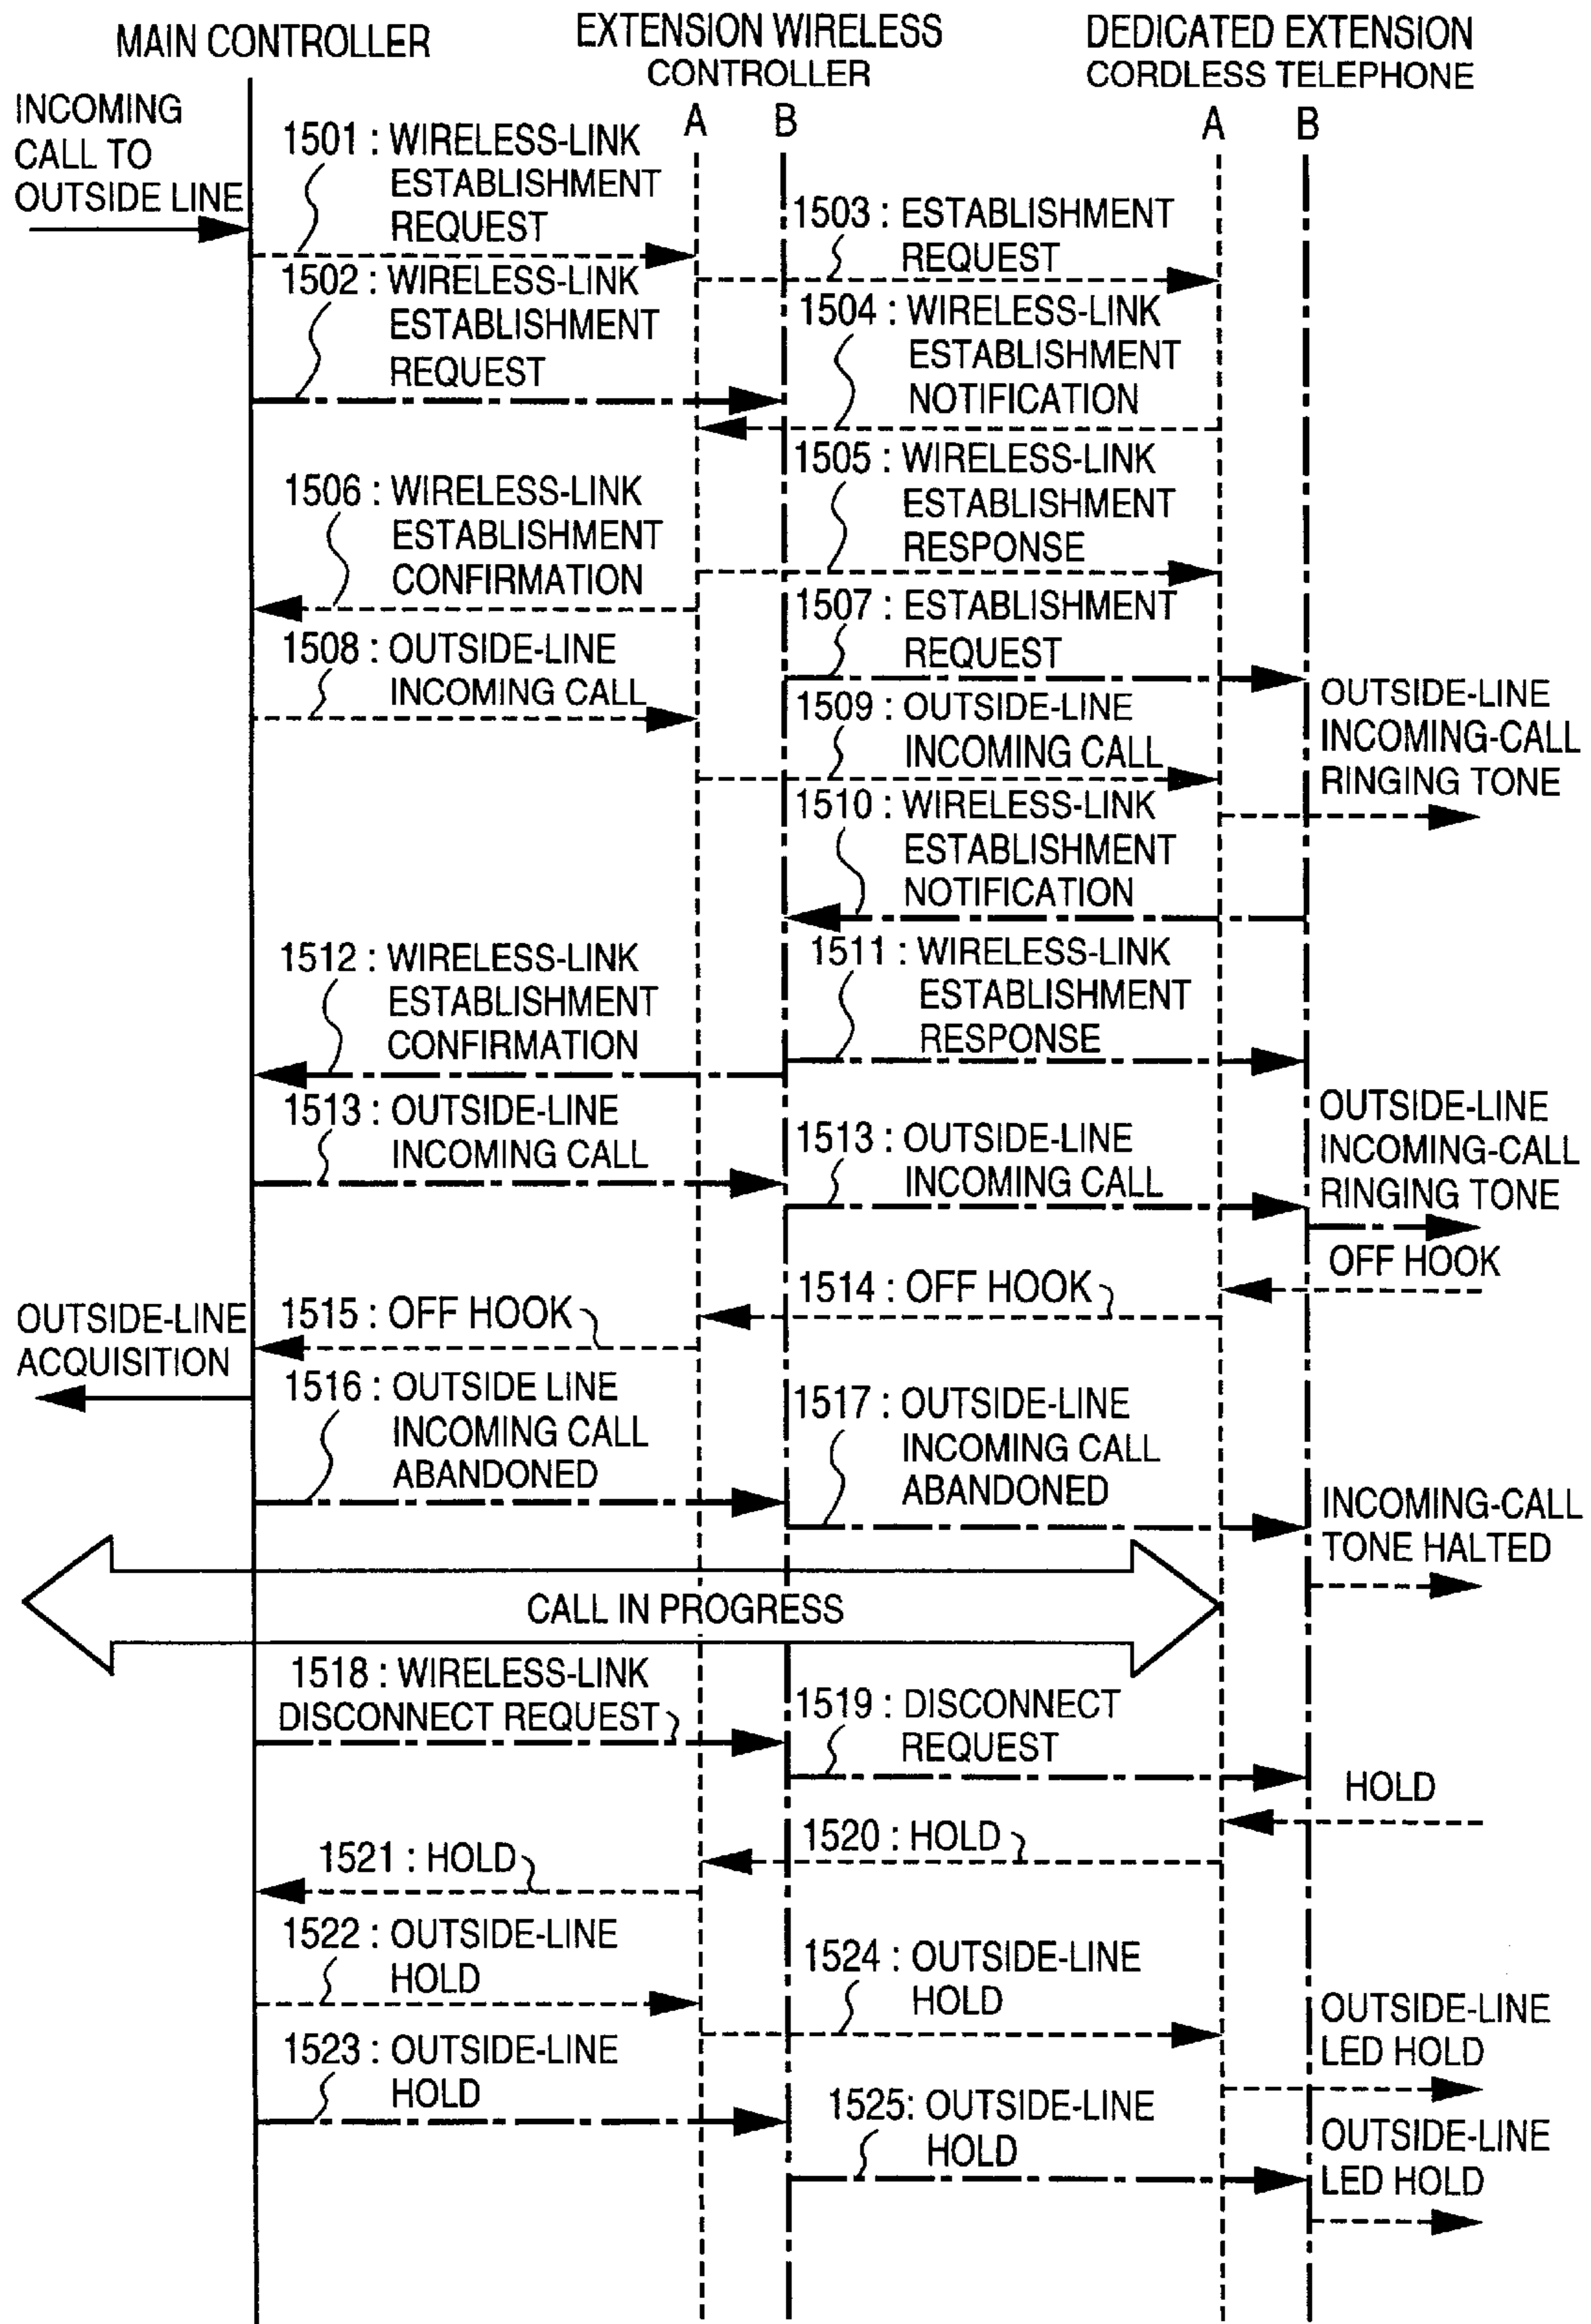 MAIN CONTROLLER
EXTENSION WIRELESS
CONTROLLER
DEDICATED EXTENSION
CORDLESS TELEPHONE
A
B
A
B
INCOMING
CALL TO
OUTSIDE LINE
1501 : WIRELESS-LINK
ESTABLISHMENT
REQUEST
1503 : ESTABLISHMENT
REQUEST
1502 : WIRELESS-LINK
ESTABLISHMENT
REQUEST
1504 : WIRELESS-LINK
ESTABLISHMENT
NOTIFICATION
1505 : WIRELESS-LINK
ESTABLISHMENT
RESPONSE
1506 : WIRELESS-LINK
ESTABLISHMENT
CONFIRMATION
1507 : ESTABLISHMENT
REQUEST
1508 : OUTSIDE-LINE
INCOMING CALL
1509 : OUTSIDE-LINE
INCOMING CALL
OUTSIDE-LINE
INCOMING-CALL
RINGING TONE
1510 : WIRELESS-LINK
ESTABLISHMENT
NOTIFICATION
1511 : WIRELESS-LINK
ESTABLISHMENT
RESPONSE
1512 : WIRELESS-LINK
ESTABLISHMENT
CONFIRMATION
1513 : OUTSIDE-LINE
INCOMING CALL
1513 : OUTSIDE-LINE
INCOMING CALL
OUTSIDE-LINE
INCOMING-CALL
RINGING TONE
OFF HOOK
1514 : OFF HOOK
1515 : OFF HOOK
OUTSIDE-LINE
ACQUISITION
1516 : OUTSIDE LINE
INCOMING CALL
ABANDONED
1517 : OUTSIDE-LINE
INCOMING CALL
ABANDONED
INCOMING-CALL
TONE HALTED
CALL IN PROGRESS
1518 : WIRELESS-LINK
DISCONNECT REQUEST
1519 : DISCONNECT
REQUEST
HOLD
1520 : HOLD
1521 : HOLD
1522 : OUTSIDE-LINE
HOLD
1524 : OUTSIDE-LINE
HOLD
OUTSIDE-LINE
LED HOLD
1523 : OUTSIDE-LINE
HOLD
1525: OUTSIDE-LINE
HOLD
OUTSIDE-LINE
LED HOLD